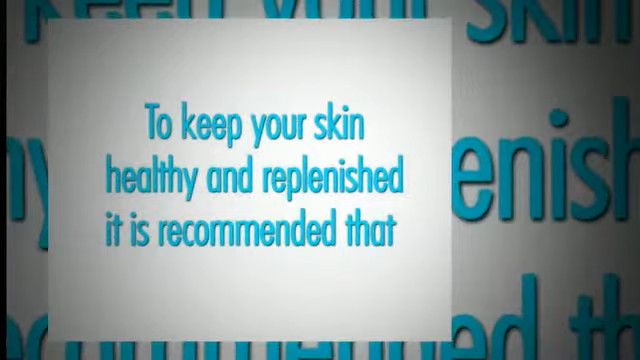 To keep your skin
healthy and replenished
it is recommended that